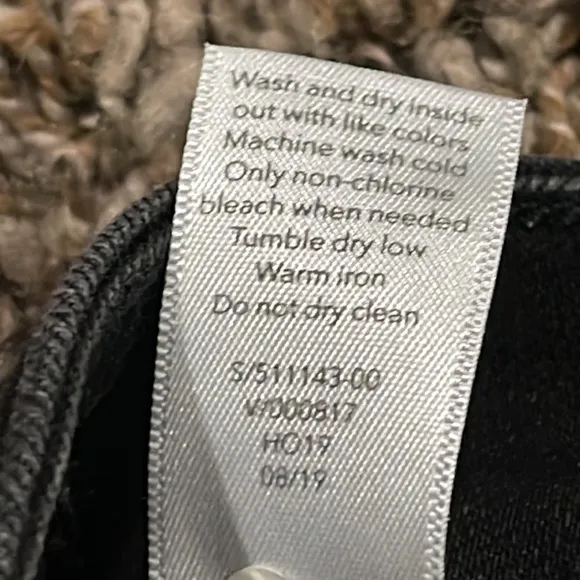 Wash and dry inside
out with like colors
Machine wash cold
Only non-chlorine
bleach when needed
Tumble dry low
Warm iron
Do not dry clean
S/511143-00
V/000817
HO19
08/19